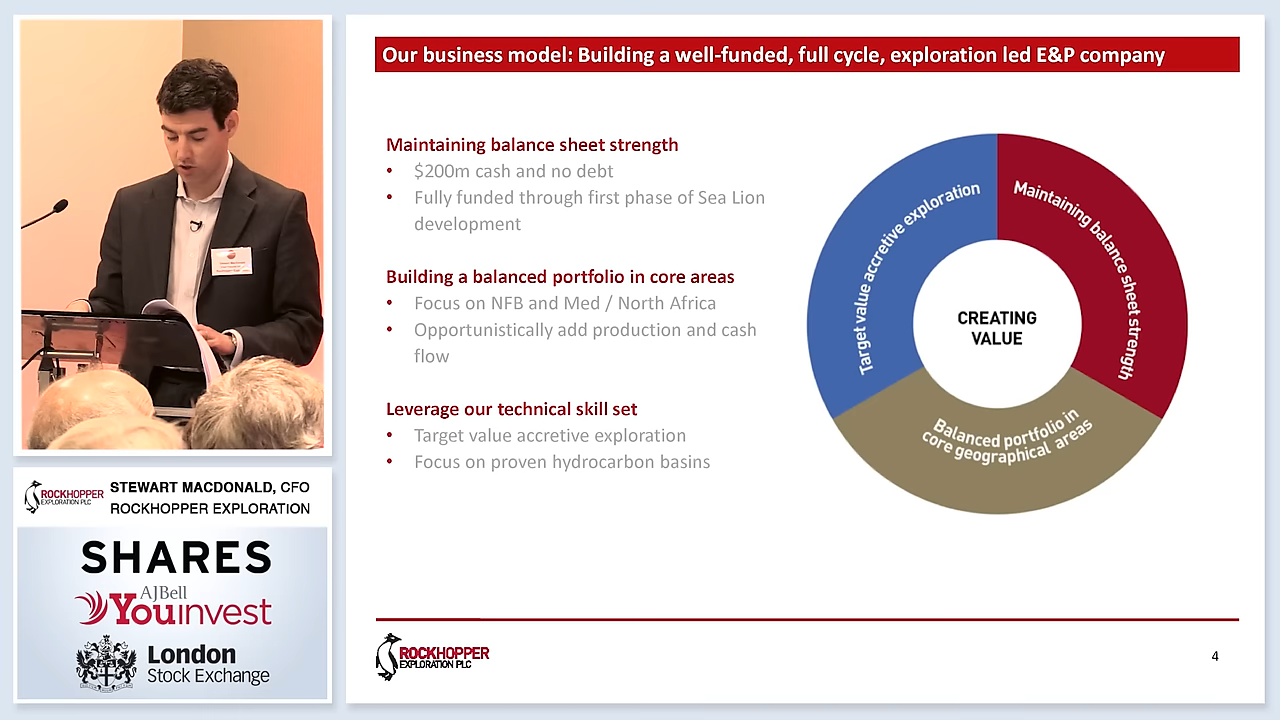 Our business model: Building a well-funded, full cycle, exploration led E&P company
Maintaining balance sheet strength
• $200m cash and no debt
• Fully funded through first phase of Sea Lion
development
Building a balanced portfolio in core areas
• Focus on NFB and Med / North Africa
• Opportunistically add production and cash
flow
Leverage our technical skill set
• Target value accretive exploration
• Focus on proven hydrocarbon basins
Target value accretive exploration
Maintaining balance sheet strength
Balanced portfolio in
core geographical areas
CREATING
VALUE
ROCKHOPPER
EXPLORATION PLC
4
ROCKHOPPER
EXPLORATION PLC
STEWART MACDONALD, CFO
ROCKHOPPER EXPLORATION
SHARES
AJBell
Youinvest
London
Stock Exchange